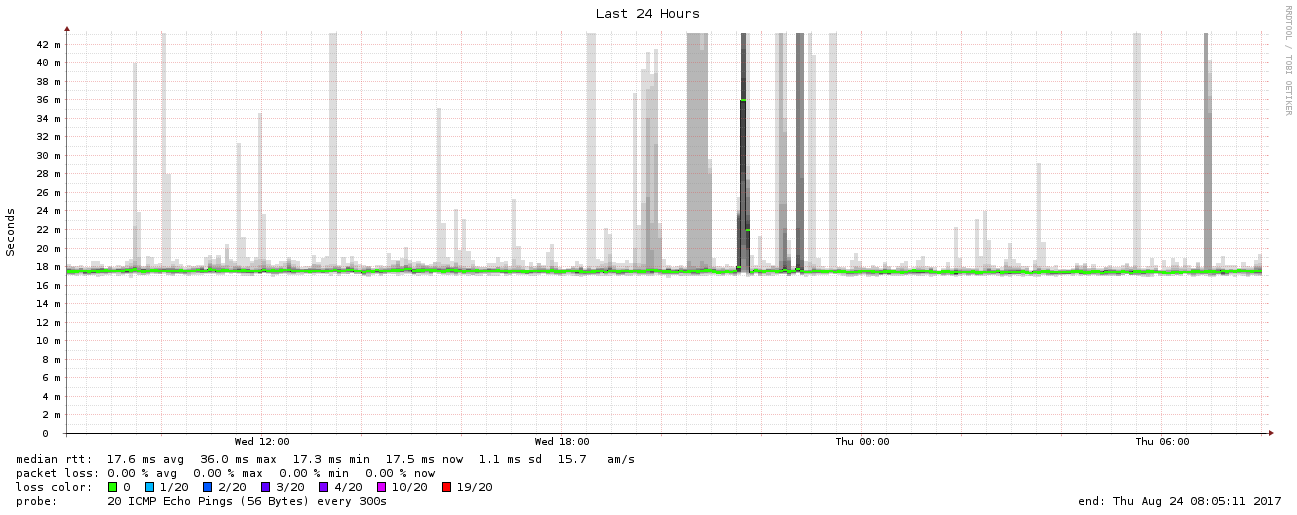 Last 24 Hours
RRDTOOL / TOBI OETIKER
Seconds
42 m
40 m
38 m
36 m
34 m
32 m
30 m
28 m
26 m
24 m
22 m
20 m
18 m
16 m
14 m
12 m
10 m
8 m
6 m
4 m
2 m
0
Wed 12:00 Wed 18:00 Thu 00:00 Thu 06:00
median rtt: 17.6 ms avg 36.0 ms max 17.3 ms min 17.5 ms now 1.1 ms sd 15.7 am/s
packet loss: 0.00 % avg 0.00 % max 0.00 % min 0.00 % now
loss color: 0 1/20 2/20 3/20 4/20 10/20 19/20
probe: 20 ICMP Echo Pings (56 Bytes) every 300s end: Thu Aug 24 08:05:11 2017